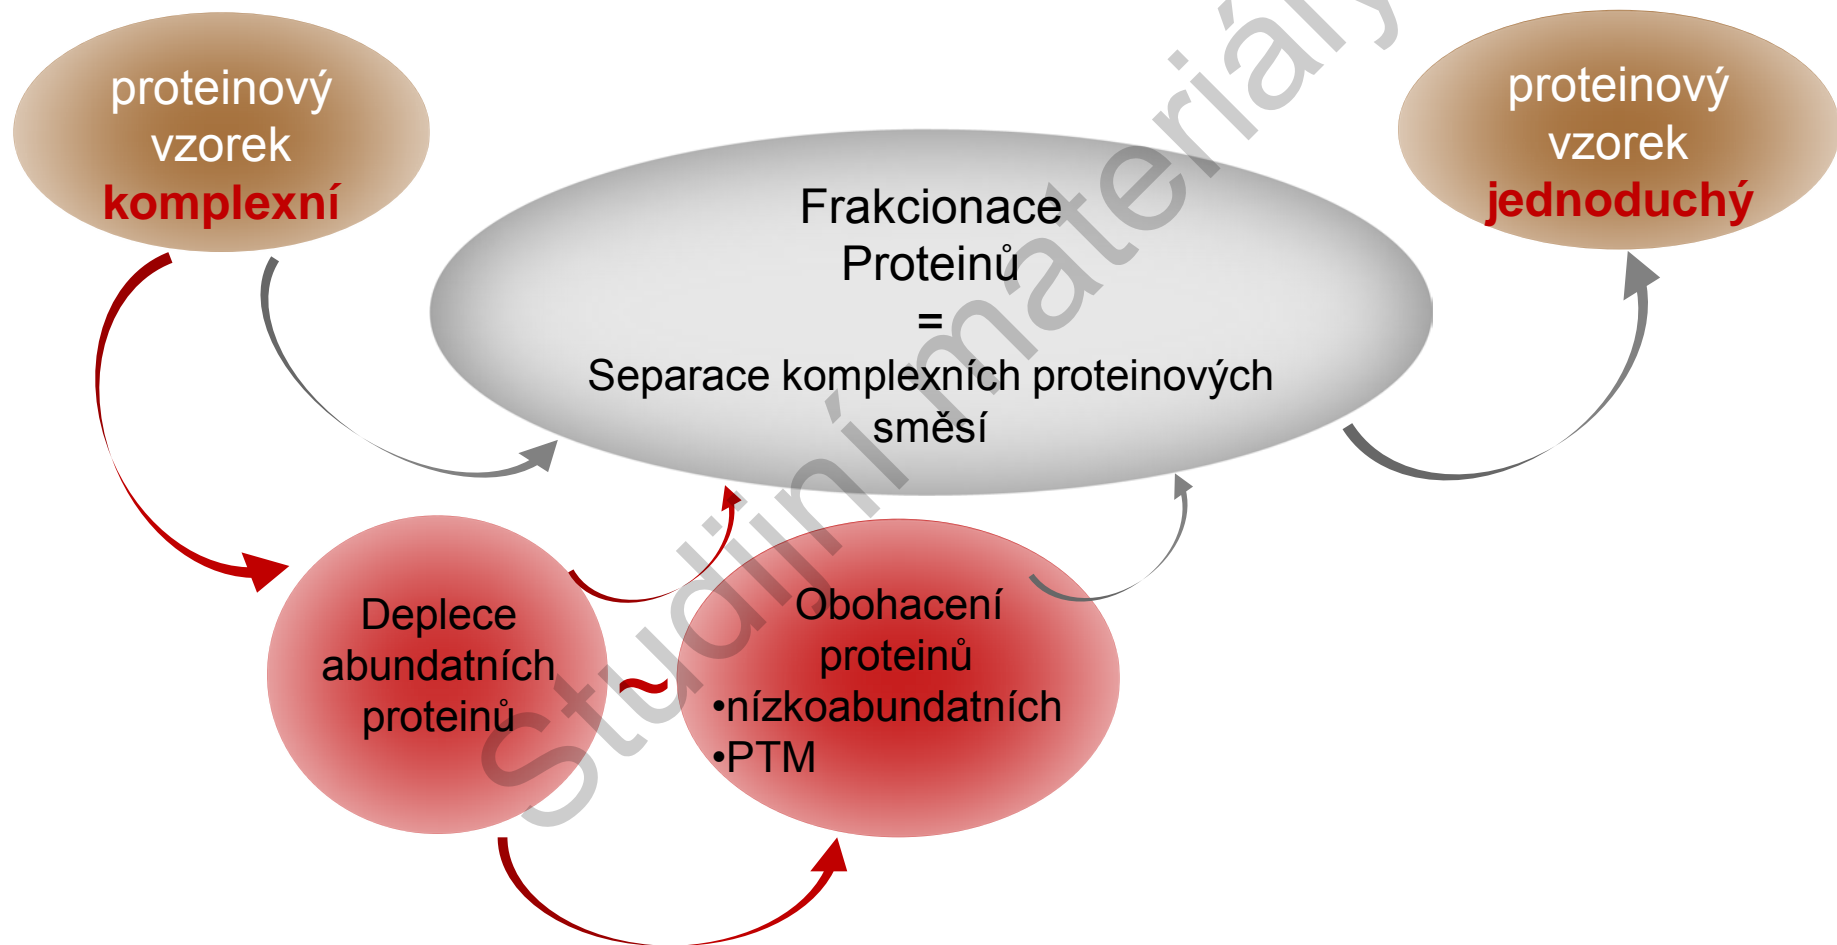 proteinový
vzorek
komplexní
Frakcionace
Proteinů
=
Separace komplexních proteinových
směsí
proteinový
vzorek
jednoduchý
Deplece
abundatních
proteinů
~
Obohacení
proteinů
•nízkoabundatních
•PTM
Studijní materiály